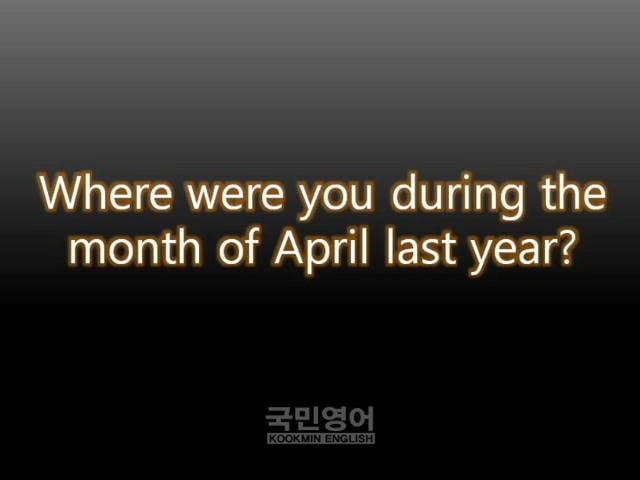 Where were you during the
month of April last year?
국민영어
KOOKMIN ENGLISH